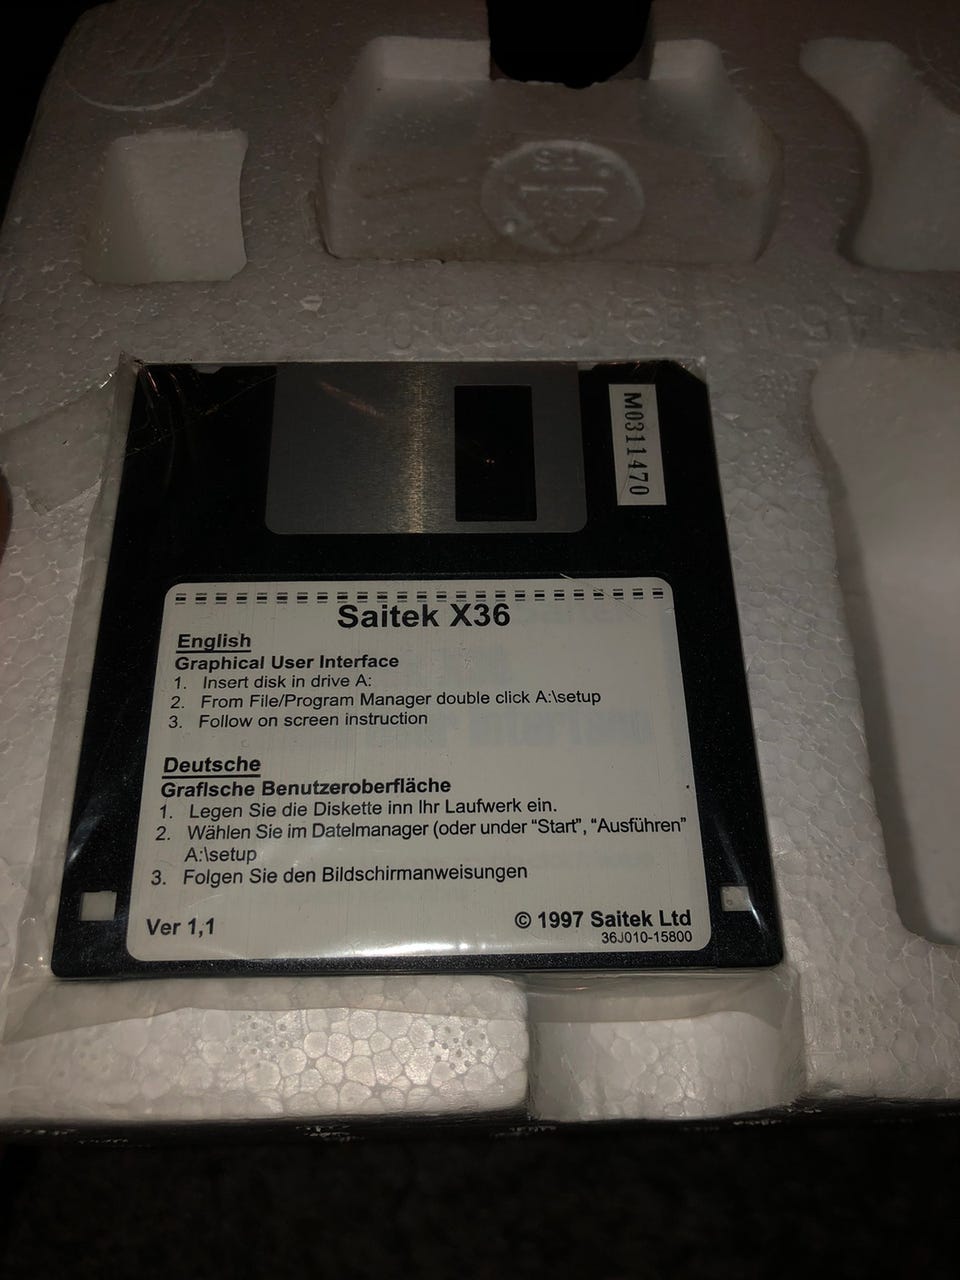 M0311470
Saitek X36
English
Graphical User Interface
1. Insert disk in drive A:
2. From File/Program Manager double click A:\setup
3. Follow on screen instruction
Deutsche
Graflsche Benutzeroberfläche
1. Legen Sie die Diskette inn Ihr Laufwerk ein.
2. Wählen Sie im Datelmanager (oder under “Start”, “Ausführen”
A:\setup
3. Folgen Sie den Bildschirmanweisungen
Ver 1,1
© 1997 Saitek Ltd
36J010-15800